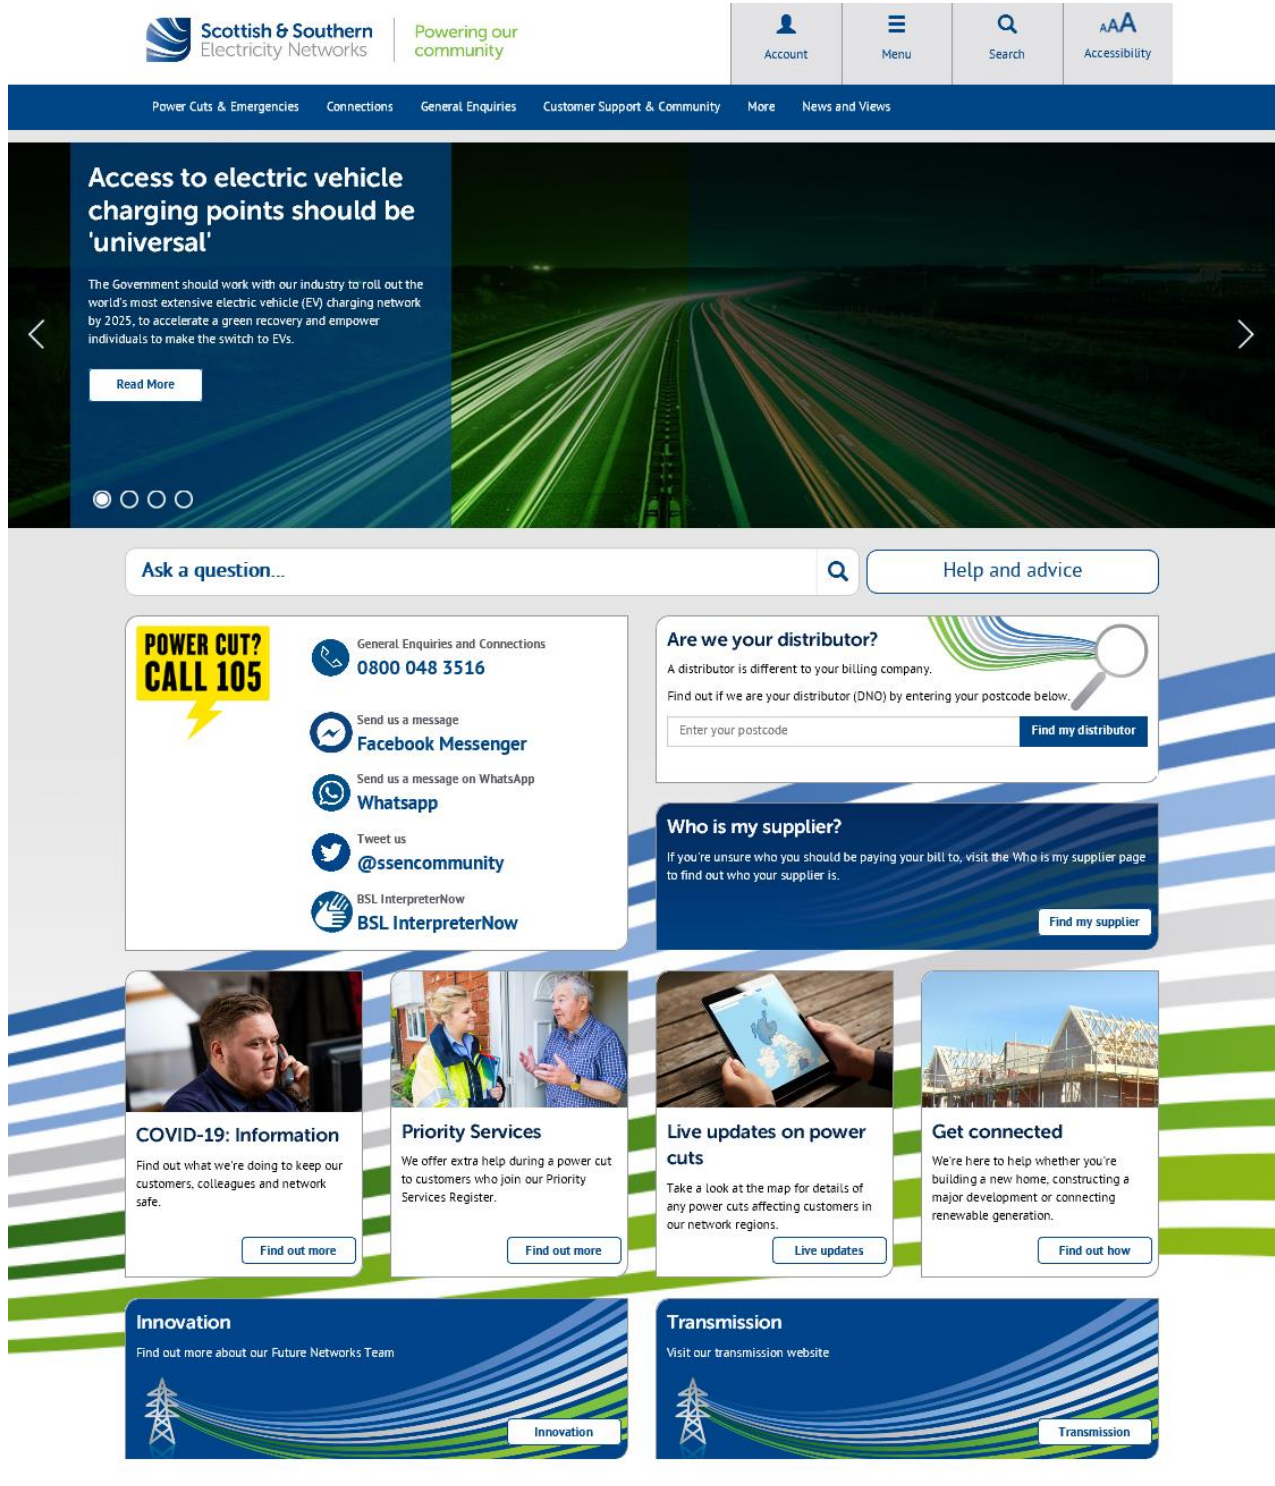 Scottish & Southern
Electricity Networks
Powering our
community
Account
Menu
Search
AAA
Accessibility
Power Cuts & Emergencies
Connections
General Enquiries
Customer Support & Community
More
News and Views
Access to electric vehicle
charging points should be
'universal'
The Government should work with our industry to roll out the
world's most extensive electric vehicle (EV) charging network
by 2025, to accelerate a green recovery and empower
individuals to make the switch to EVs.
Read More
Ask a question...
Help and advice
POWER CUT?
CALL 105
General Enquiries and Connections
0800 048 3516
Send us a message
Facebook Messenger
Send us a message on WhatsApp
Whatsapp
Tweet us
@ssencommunity
BSL InterpreterNow
BSL InterpreterNow
Are we your distributor?
A distributor is different to your billing company.
Find out if we are your distributor (DNO) by entering your postcode below.
Enter your postcode
Find my distributor
Who is my supplier?
If you're unsure who you should be paying your bill to, visit the Who is my supplier page
to find out who your supplier is.
Find my supplier
COVID-19: Information
Find out what we're doing to keep our
customers, colleagues and network
safe.
Find out more
Priority Services
We offer extra help during a power cut
to customers who join our Priority
Services Register.
Find out more
Live updates on power
cuts
Take a look at the map for details of
any power cuts affecting customers in
our network regions.
Live updates
Get connected
We're here to help whether you're
building a new home, constructing a
major development or connecting
renewable generation.
Find out how
Innovation
Find out more about our Future Networks Team
Innovation
Transmission
Visit our transmission website
Transmission